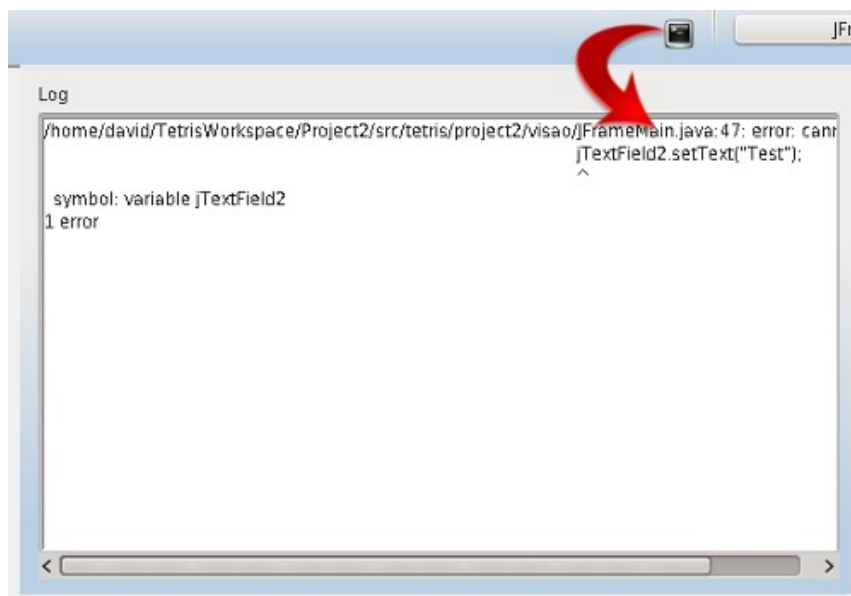 JFr
Log
/home/david/TetrisWorkspace/Project2/src/tetris/project2/visao/JFrameMain.java:47: error: canr
jTextField2.setText("Test");
^
symbol: variable jTextField2
1 error